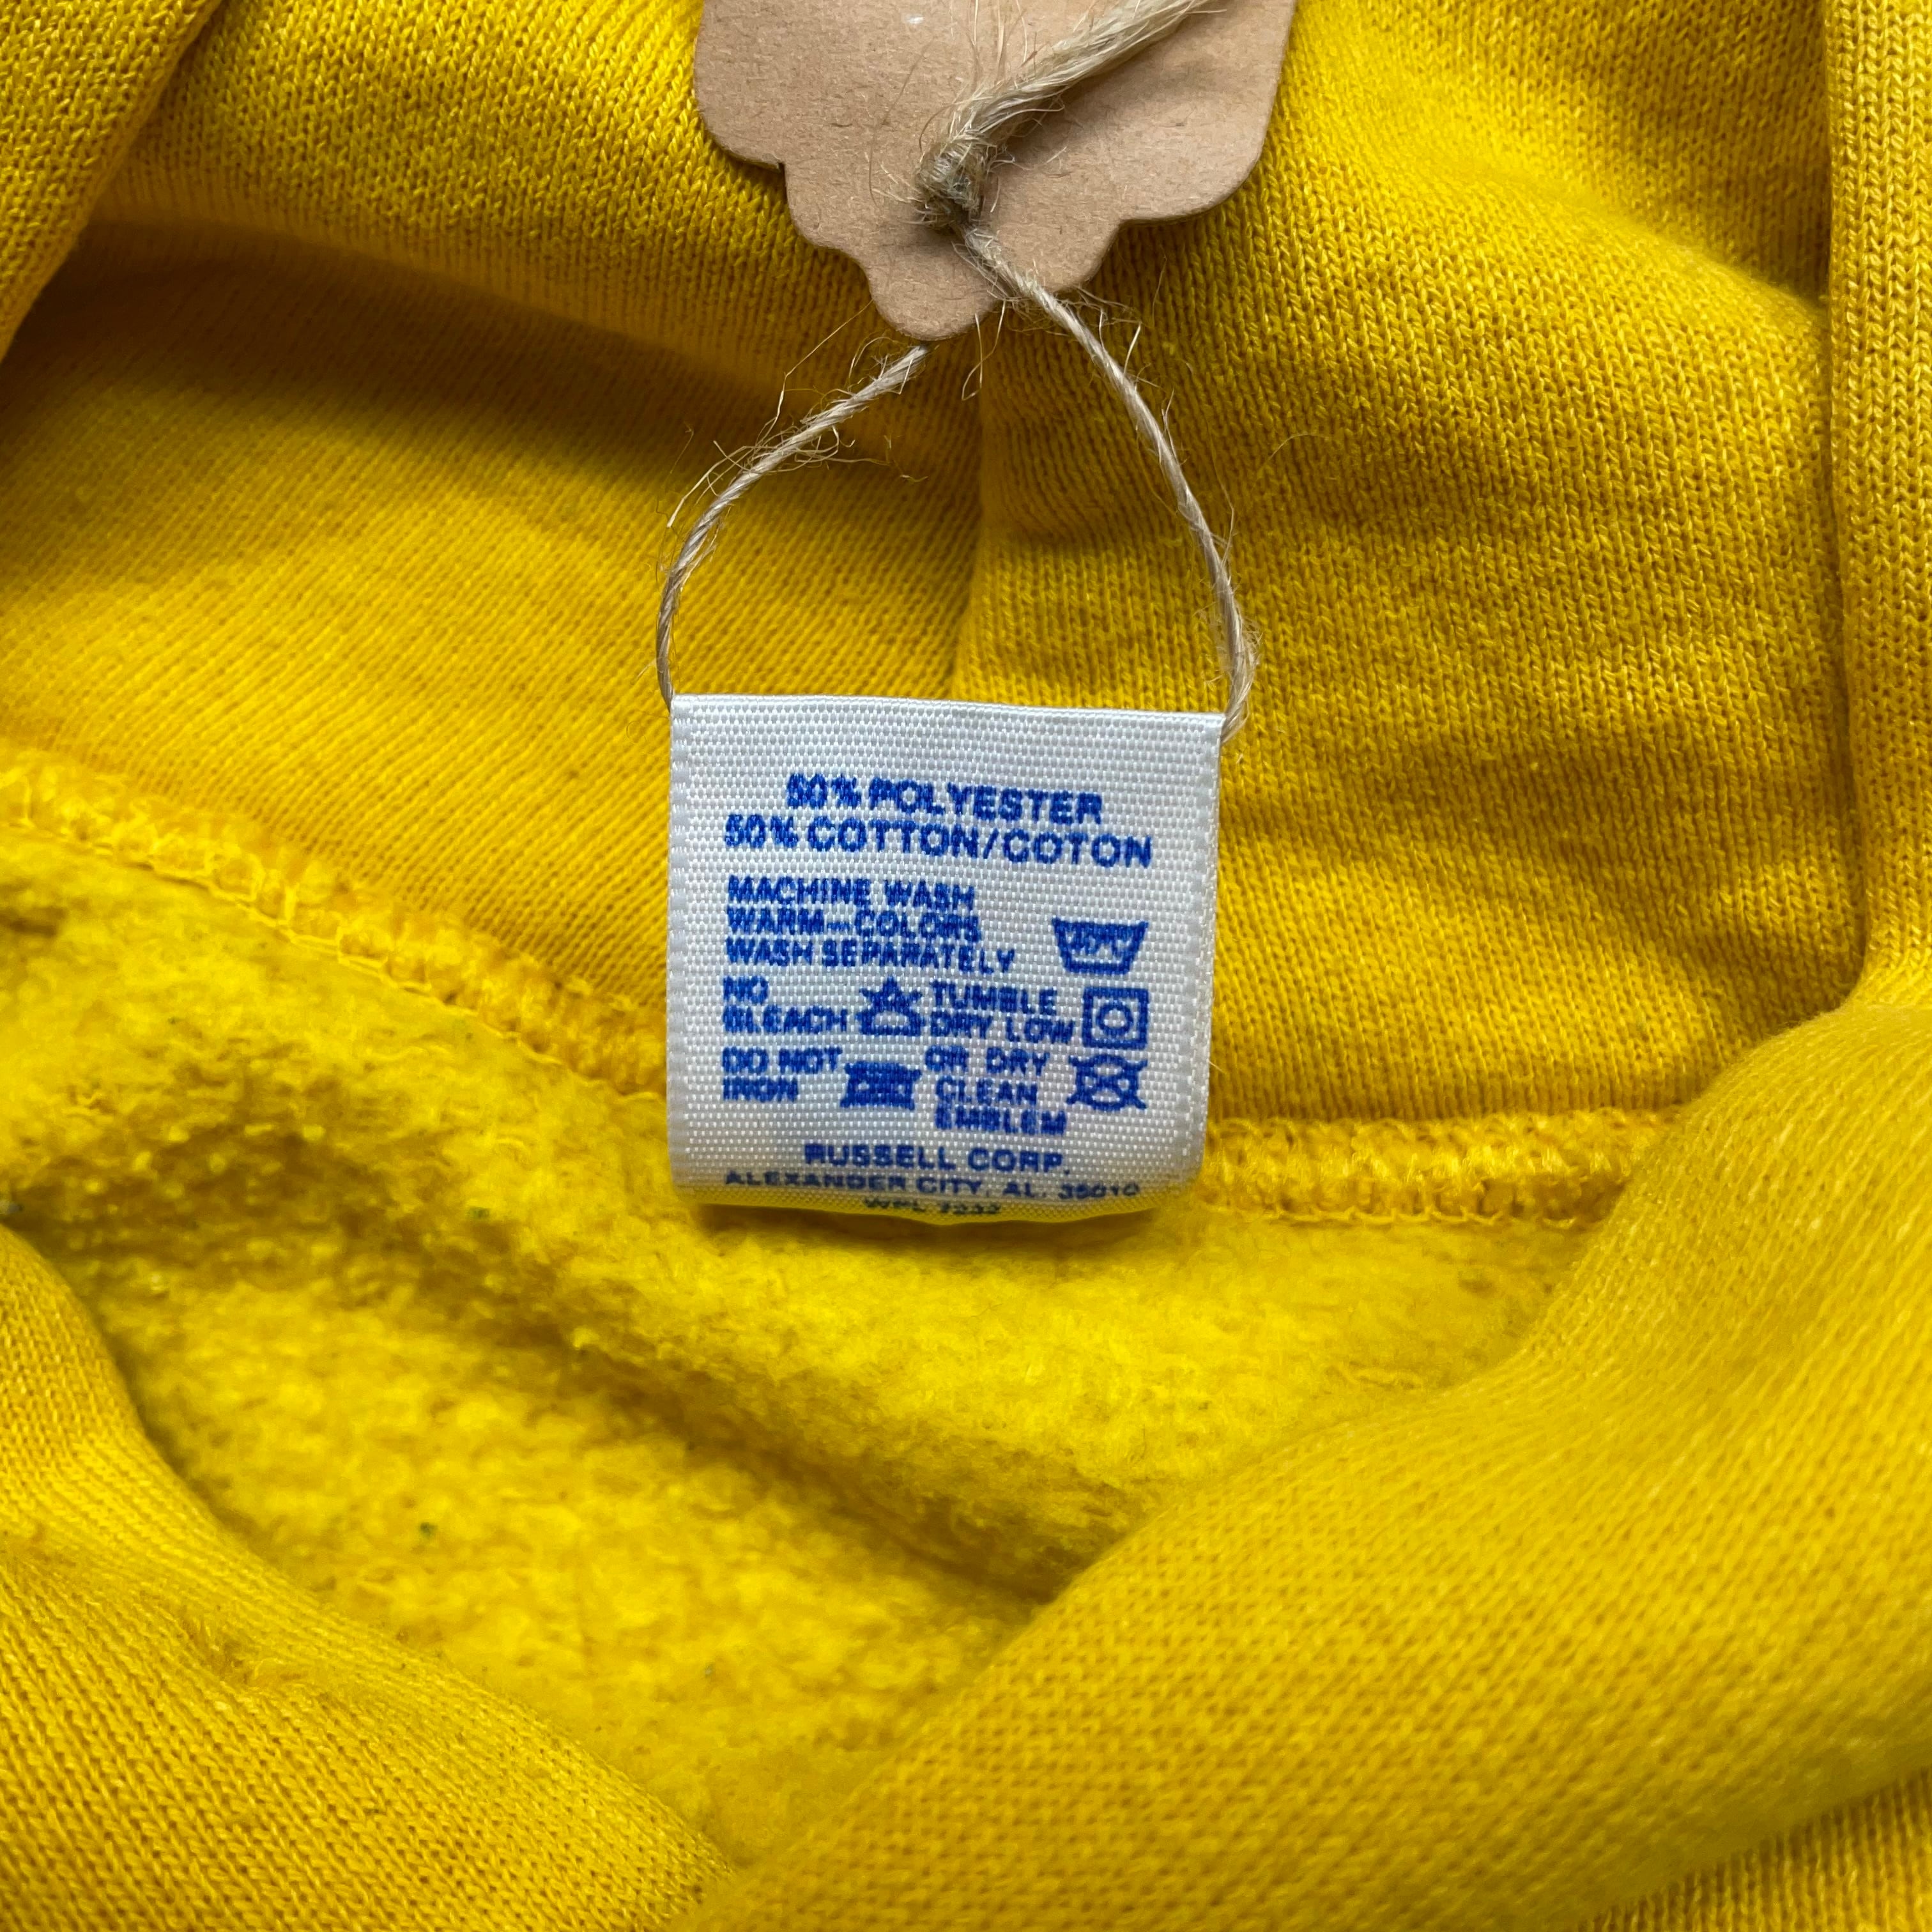 50% POLYESTER
50% COTTON/COTON
MACHINE WASH
WARM-COLORS
WASH SEPARATELY
NO
BLEACH
TUMBLE
DRY LOW
DO NOT
IRON
OR DRY
CLEAN
EMBLEM
RUSSELL CORP.
ALEXANDER CITY, AL. 35010
WPL